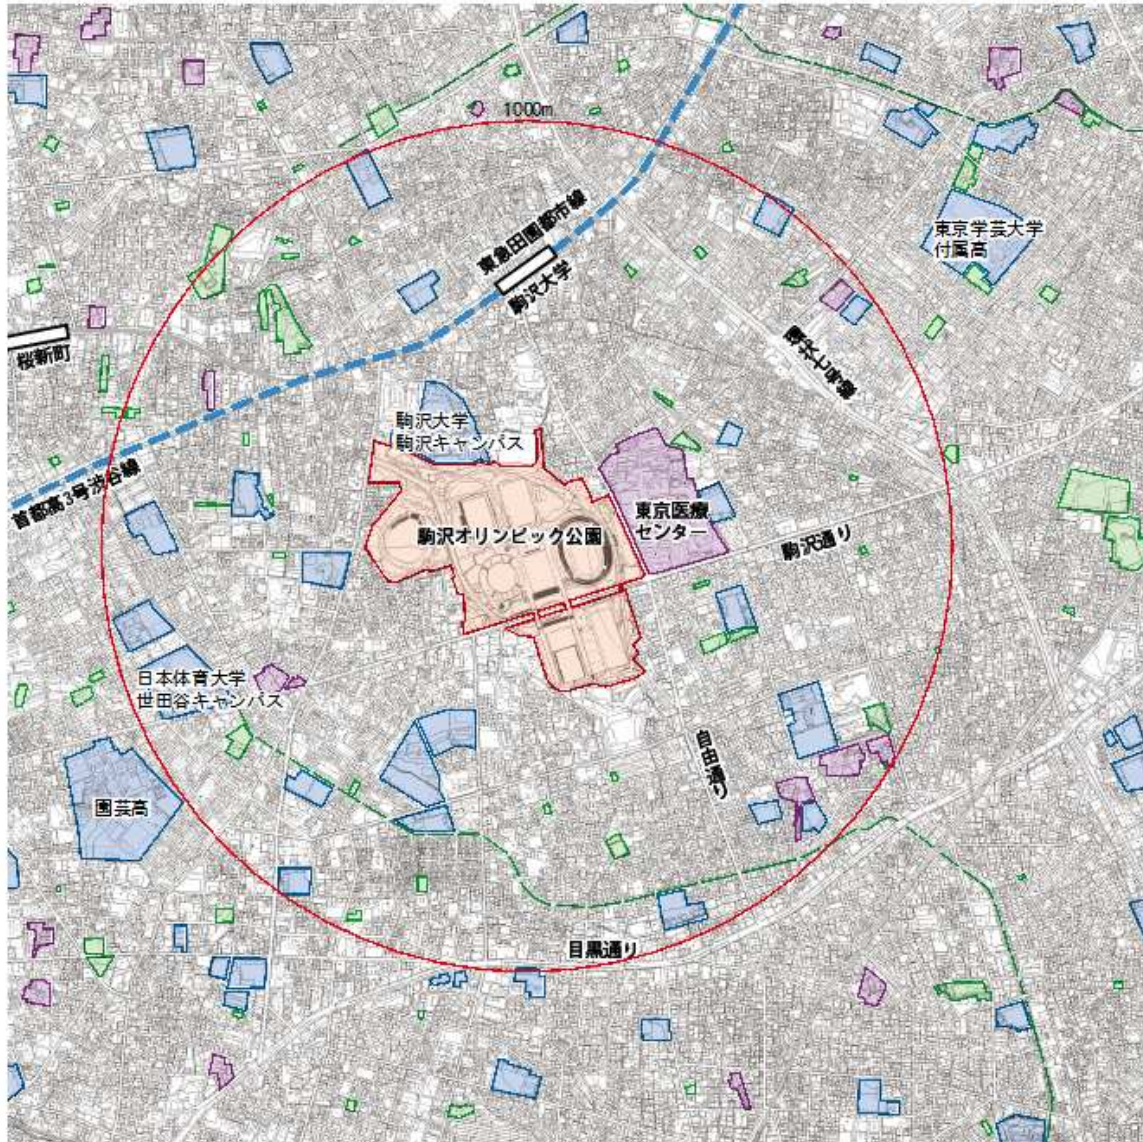 1000m
東急田園都市線
駒沢大学
東京学芸大学
付属高
桜新町
環状七号線
駒沢大学
駒沢キャンパス
首都高3号渋谷線
駒沢オリンピック公園
東京医療
センター
駒沢通り
日本体育大学
世田谷キャンパス
自由通り
園芸高
目黒通り